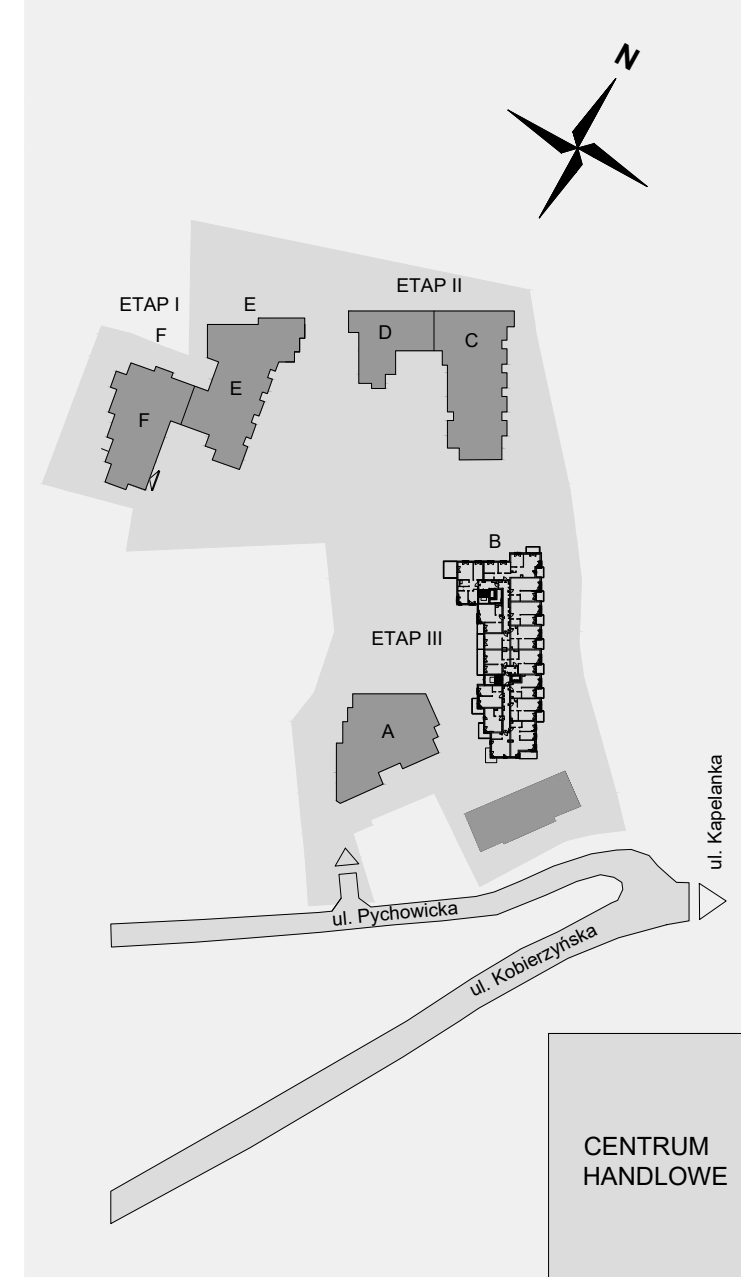 N
ETAP II
ETAP I
E
F
D
C
E
F
B
ETAP III
A
ul. Kapelanka
ul. Pychowicka
ul. Kobierzyńska
CENTRUM
HANDLOWE